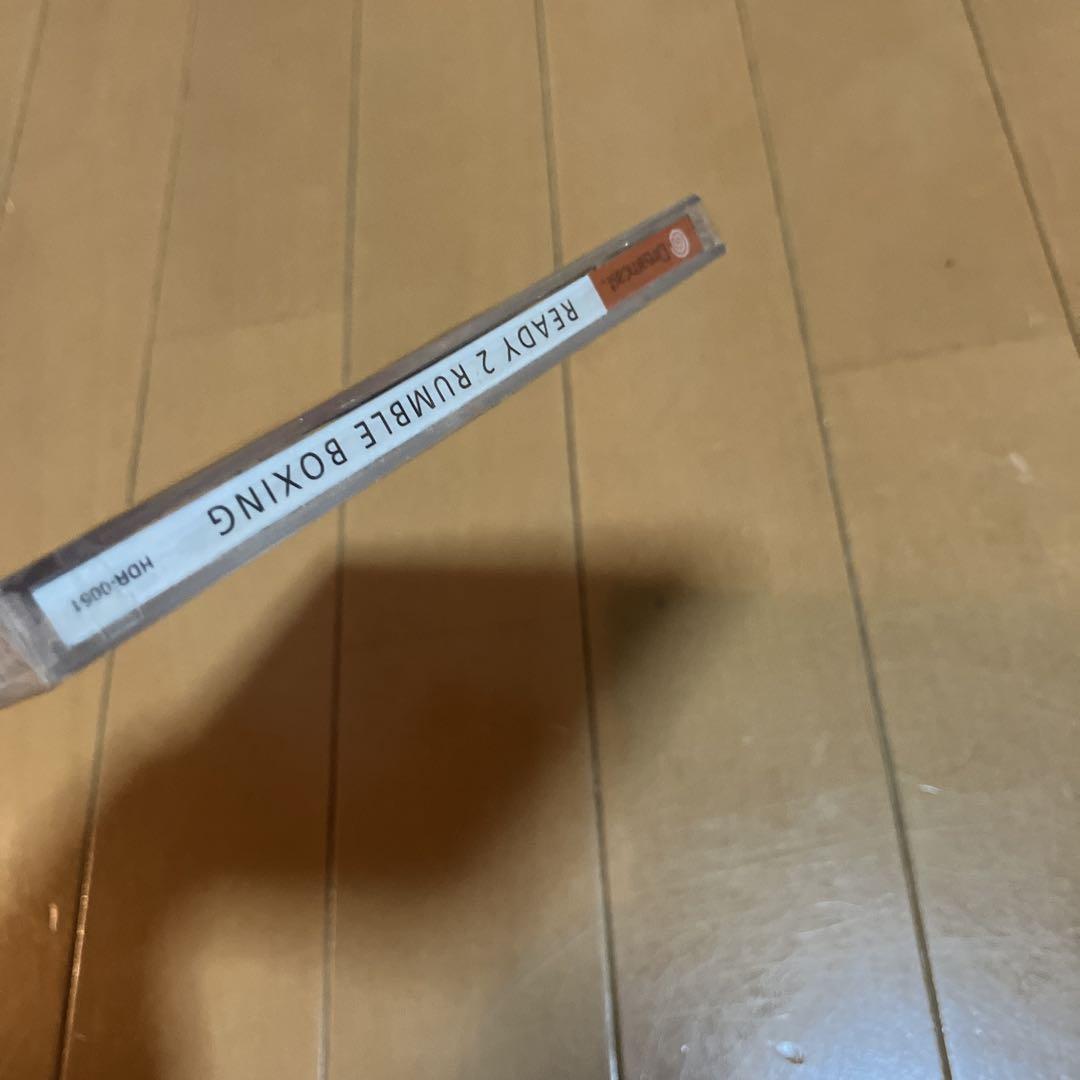 Dreamcast.
READY 2 RUMBLE BOXING
HDR-0051